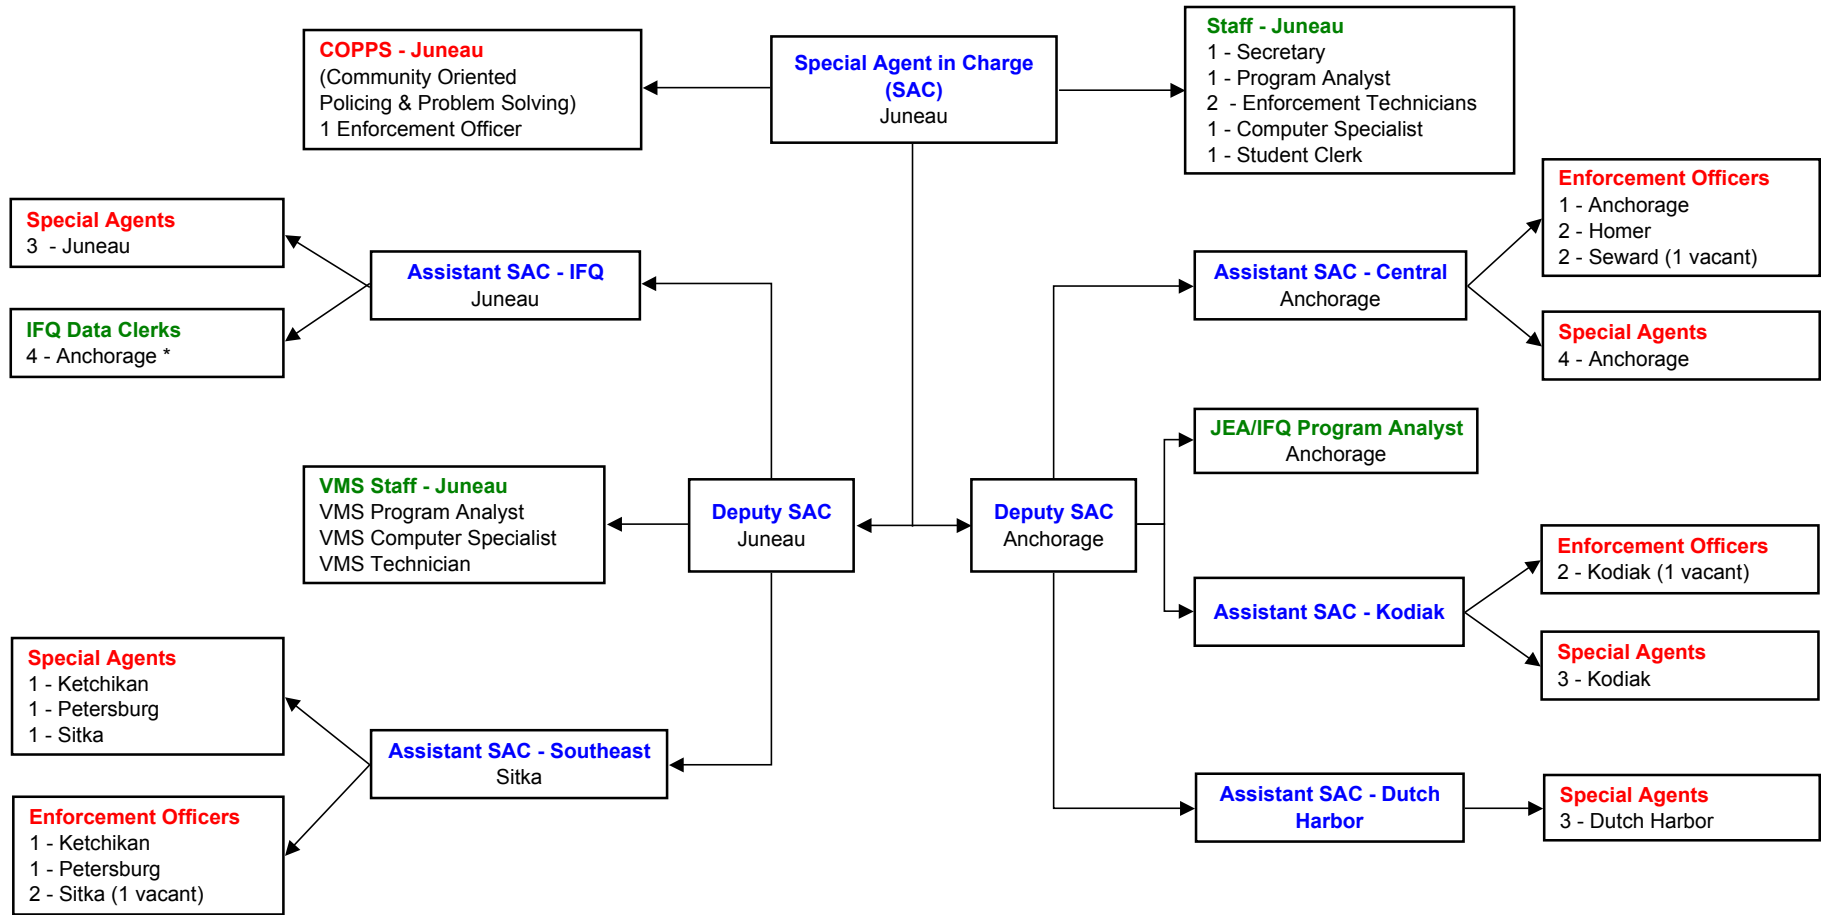 COPPS - Juneau
(Community Oriented
Policing & Problem Solving)
1 Enforcement Officer
Special Agent in Charge
(SAC)
Juneau
Staff - Juneau
1 - Secretary
1 - Program Analyst
2  - Enforcement Technicians
1 - Computer Specialist
1 - Student Clerk
Special Agents
3  - Juneau
IFQ Data Clerks
4 - Anchorage *
Assistant SAC - IFQ
Juneau
Assistant SAC - Central
Anchorage
Enforcement Officers
1 - Anchorage
2 - Homer
2 - Seward (1 vacant)
Special Agents
4 - Anchorage
JEA/IFQ Program Analyst
Anchorage
VMS Staff - Juneau
VMS Program Analyst
VMS Computer Specialist
VMS Technician
Deputy SAC
Juneau
Deputy SAC
Anchorage
Assistant SAC - Kodiak
Enforcement Officers
2 - Kodiak (1 vacant)
Special Agents
3 - Kodiak
Special Agents
1 - Ketchikan
1 - Petersburg
1 - Sitka
Enforcement Officers
1 - Ketchikan
1 - Petersburg
2 - Sitka (1 vacant)
Assistant SAC - Southeast
Sitka
Assistant SAC - Dutch
Harbor
Special Agents
3 - Dutch Harbor